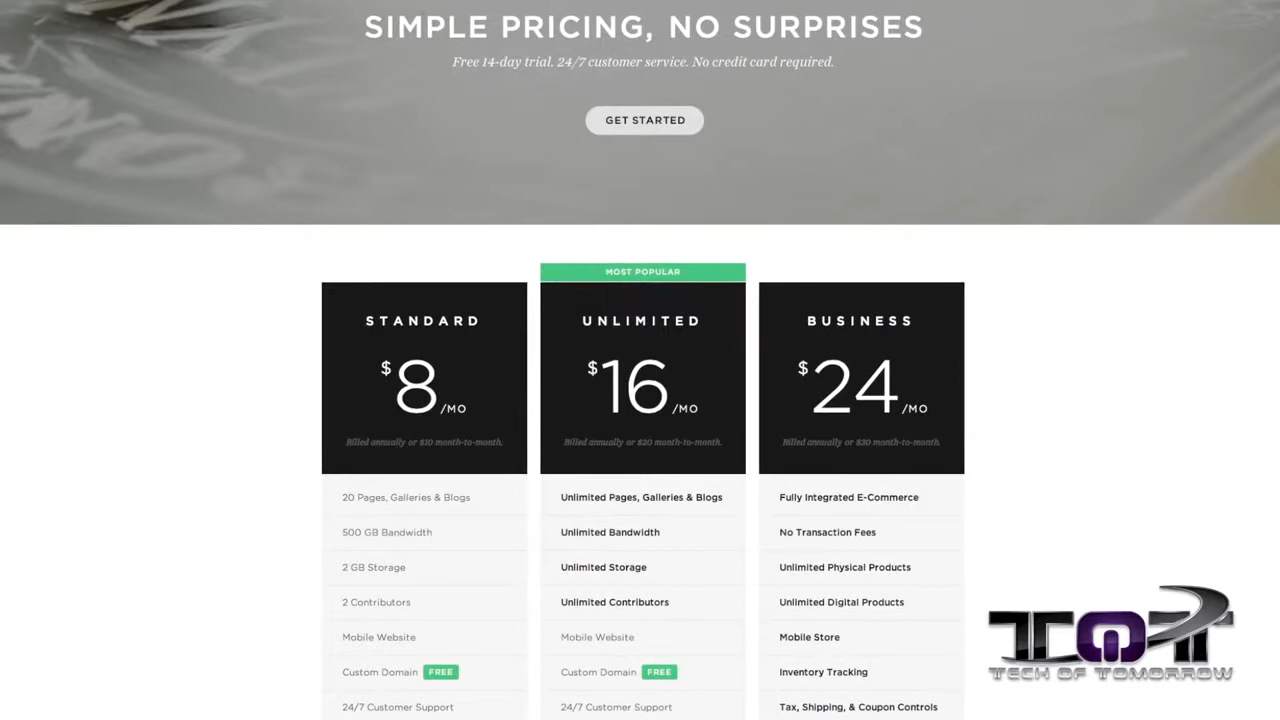 SIMPLE PRICING, NO SURPRISES
Free 14-day trial. 24/7 customer service. No credit card required.
GET STARTED
STANDARD
$8/MO
Billed annually or $10 month-to-month.
20 Pages, Galleries & Blogs
500 GB Bandwidth
2 GB Storage
2 Contributors
Mobile Website
Custom Domain FREE
24/7 Customer Support
MOST POPULAR
UNLIMITED
$16/MO
Billed annually or $20 month-to-month.
Unlimited Pages, Galleries & Blogs
Unlimited Bandwidth
Unlimited Storage
Unlimited Contributors
Mobile Website
Custom Domain FREE
24/7 Customer Support
BUSINESS
$24/MO
Billed annually or $30 month-to-month.
Fully Integrated E-Commerce
No Transaction Fees
Unlimited Physical Products
Unlimited Digital Products
Mobile Store
Inventory Tracking
Tax, Shipping, & Coupon Controls
TOT
TECH OF TOMORROW